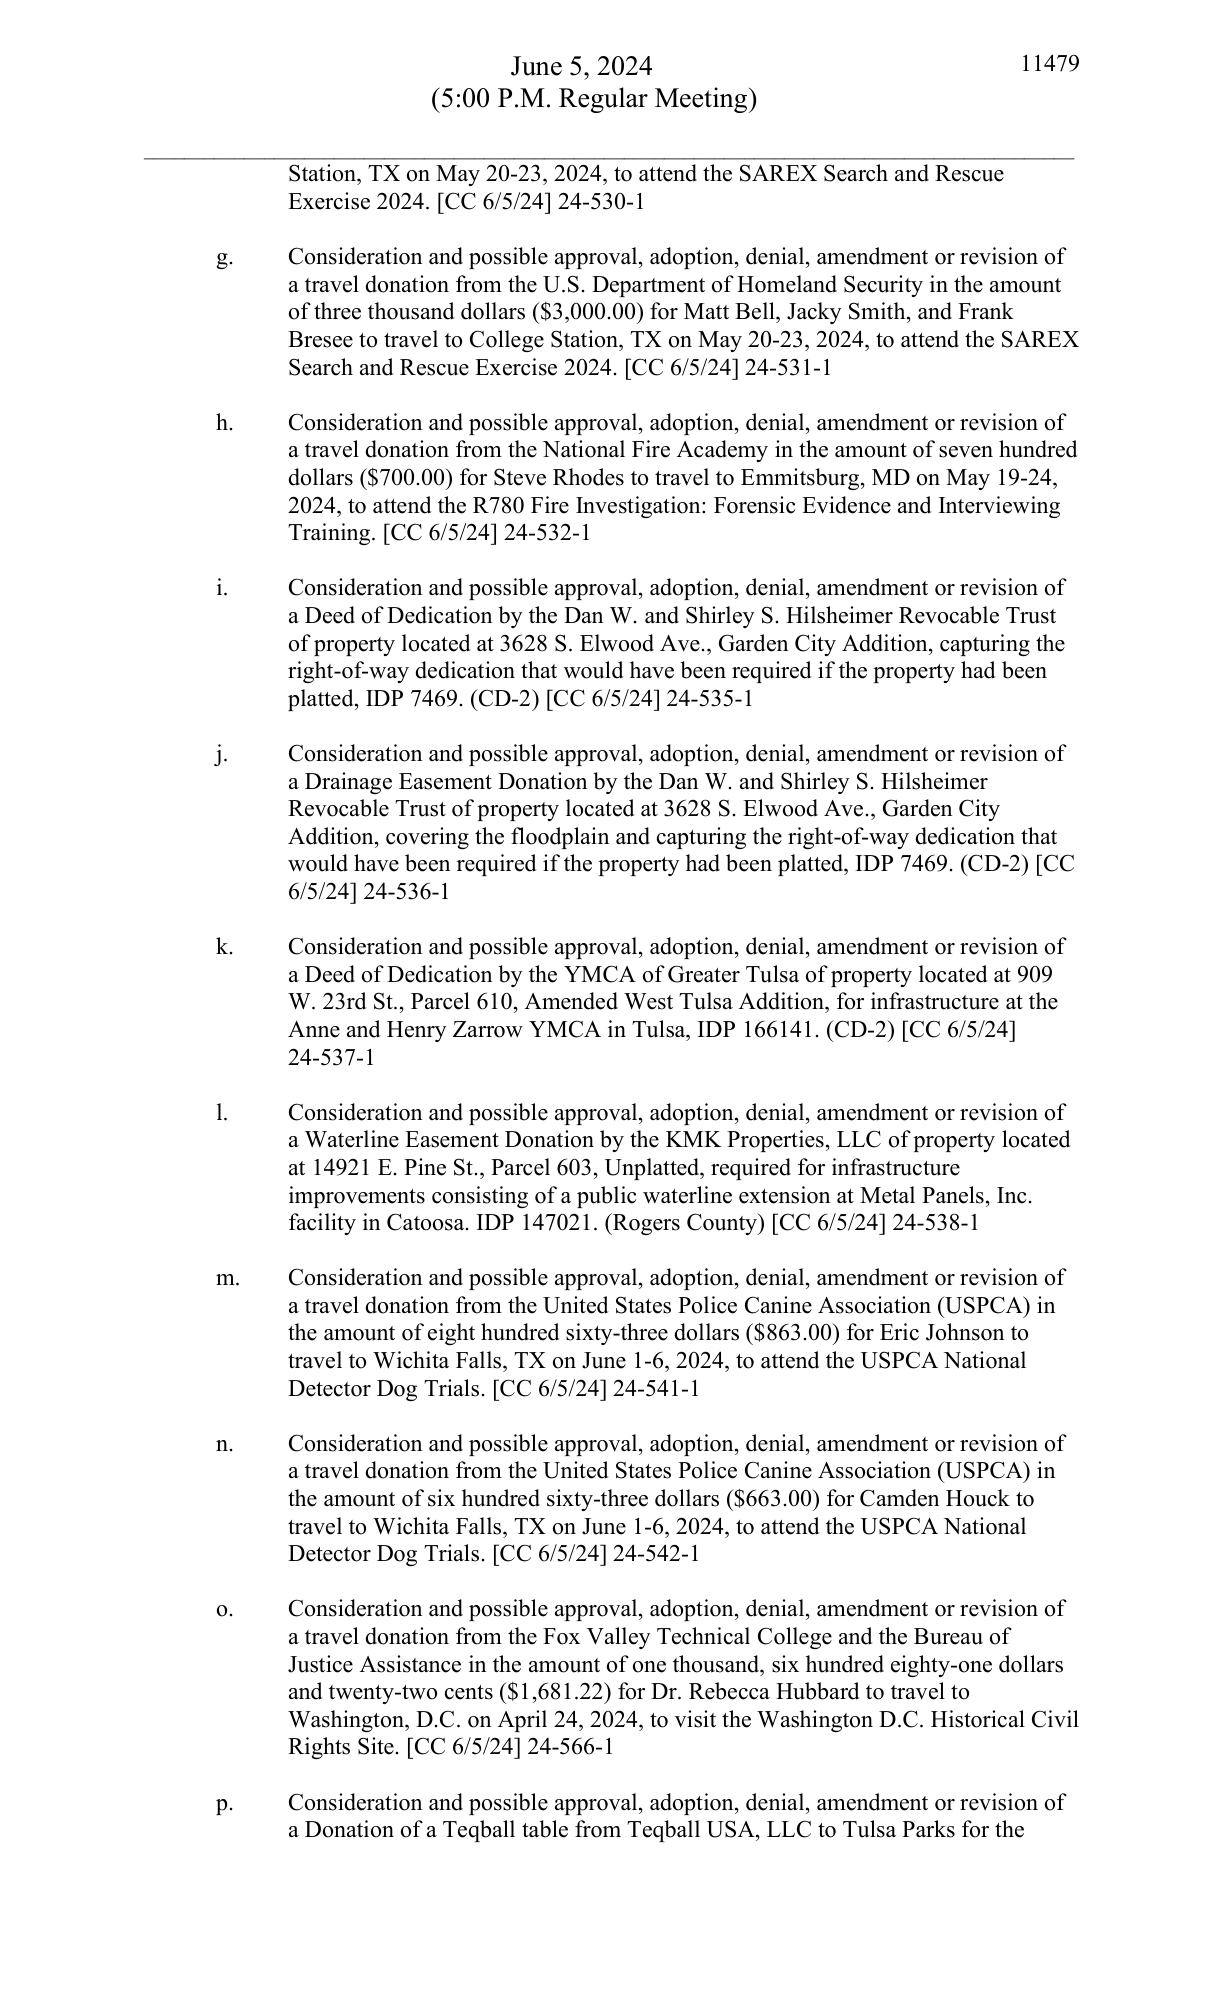 June 5, 2024
11479
(5:00 P.M. Regular Meeting)
Station, TX on May 20-23, 2024, to attend the SAREX Search and Rescue
Exercise 2024. [CC 6/5/24] 24-530-1
g. Consideration and possible approval, adoption, denial, amendment or revision of
a travel donation from the U.S. Department of Homeland Security in the amount
of three thousand dollars ($3,000.00) for Matt Bell, Jacky Smith, and Frank
Bresee to travel to College Station, TX on May 20-23, 2024, to attend the SAREX
Search and Rescue Exercise 2024. [CC 6/5/24] 24-531-1
h. Consideration and possible approval, adoption, denial, amendment or revision of
a travel donation from the National Fire Academy in the amount of seven hundred
dollars ($700.00) for Steve Rhodes to travel to Emmitsburg, MD on May 19-24,
2024, to attend the R780 Fire Investigation: Forensic Evidence and Interviewing
Training. [CC 6/5/24] 24-532-1
i. Consideration and possible approval, adoption, denial, amendment or revision of
a Deed of Dedication by the Dan W. and Shirley S. Hilsheimer Revocable Trust
of property located at 3628 S. Elwood Ave., Garden City Addition, capturing the
right-of-way dedication that would have been required if the property had been
platted, IDP 7469. (CD-2) [CC 6/5/24] 24-535-1
j. Consideration and possible approval, adoption, denial, amendment or revision of
a Drainage Easement Donation by the Dan W. and Shirley S. Hilsheimer
Revocable Trust of property located at 3628 S. Elwood Ave., Garden City
Addition, covering the floodplain and capturing the right-of-way dedication that
would have been required if the property had been platted, IDP 7469. (CD-2) [CC
6/5/24] 24-536-1
k. Consideration and possible approval, adoption, denial, amendment or revision of
a Deed of Dedication by the YMCA of Greater Tulsa of property located at 909
W. 23rd St., Parcel 610, Amended West Tulsa Addition, for infrastructure at the
Anne and Henry Zarrow YMCA in Tulsa, IDP 166141. (CD-2) [CC 6/5/24]
24-537-1
l. Consideration and possible approval, adoption, denial, amendment or revision of
a Waterline Easement Donation by the KMK Properties, LLC of property located
at 14921 E. Pine St., Parcel 603, Unplatted, required for infrastructure
improvements consisting of a public waterline extension at Metal Panels, Inc.
facility in Catoosa. IDP 147021. (Rogers County) [CC 6/5/24] 24-538-1
m. Consideration and possible approval, adoption, denial, amendment or revision of
a travel donation from the United States Police Canine Association (USPCA) in
the amount of eight hundred sixty-three dollars ($863.00) for Eric Johnson to
travel to Wichita Falls, TX on June 1-6, 2024, to attend the USPCA National
Detector Dog Trials. [CC 6/5/24] 24-541-1
n. Consideration and possible approval, adoption, denial, amendment or revision of
a travel donation from the United States Police Canine Association (USPCA) in
the amount of six hundred sixty-three dollars ($663.00) for Camden Houck to
travel to Wichita Falls, TX on June 1-6, 2024, to attend the USPCA National
Detector Dog Trials. [CC 6/5/24] 24-542-1
o. Consideration and possible approval, adoption, denial, amendment or revision of
a travel donation from the Fox Valley Technical College and the Bureau of
Justice Assistance in the amount of one thousand, six hundred eighty-one dollars
and twenty-two cents ($1,681.22) for Dr. Rebecca Hubbard to travel to
Washington, D.C. on April 24, 2024, to visit the Washington D.C. Historical Civil
Rights Site. [CC 6/5/24] 24-566-1
p. Consideration and possible approval, adoption, denial, amendment or revision of
a Donation of a Teqball table from Teqball USA, LLC to Tulsa Parks for the